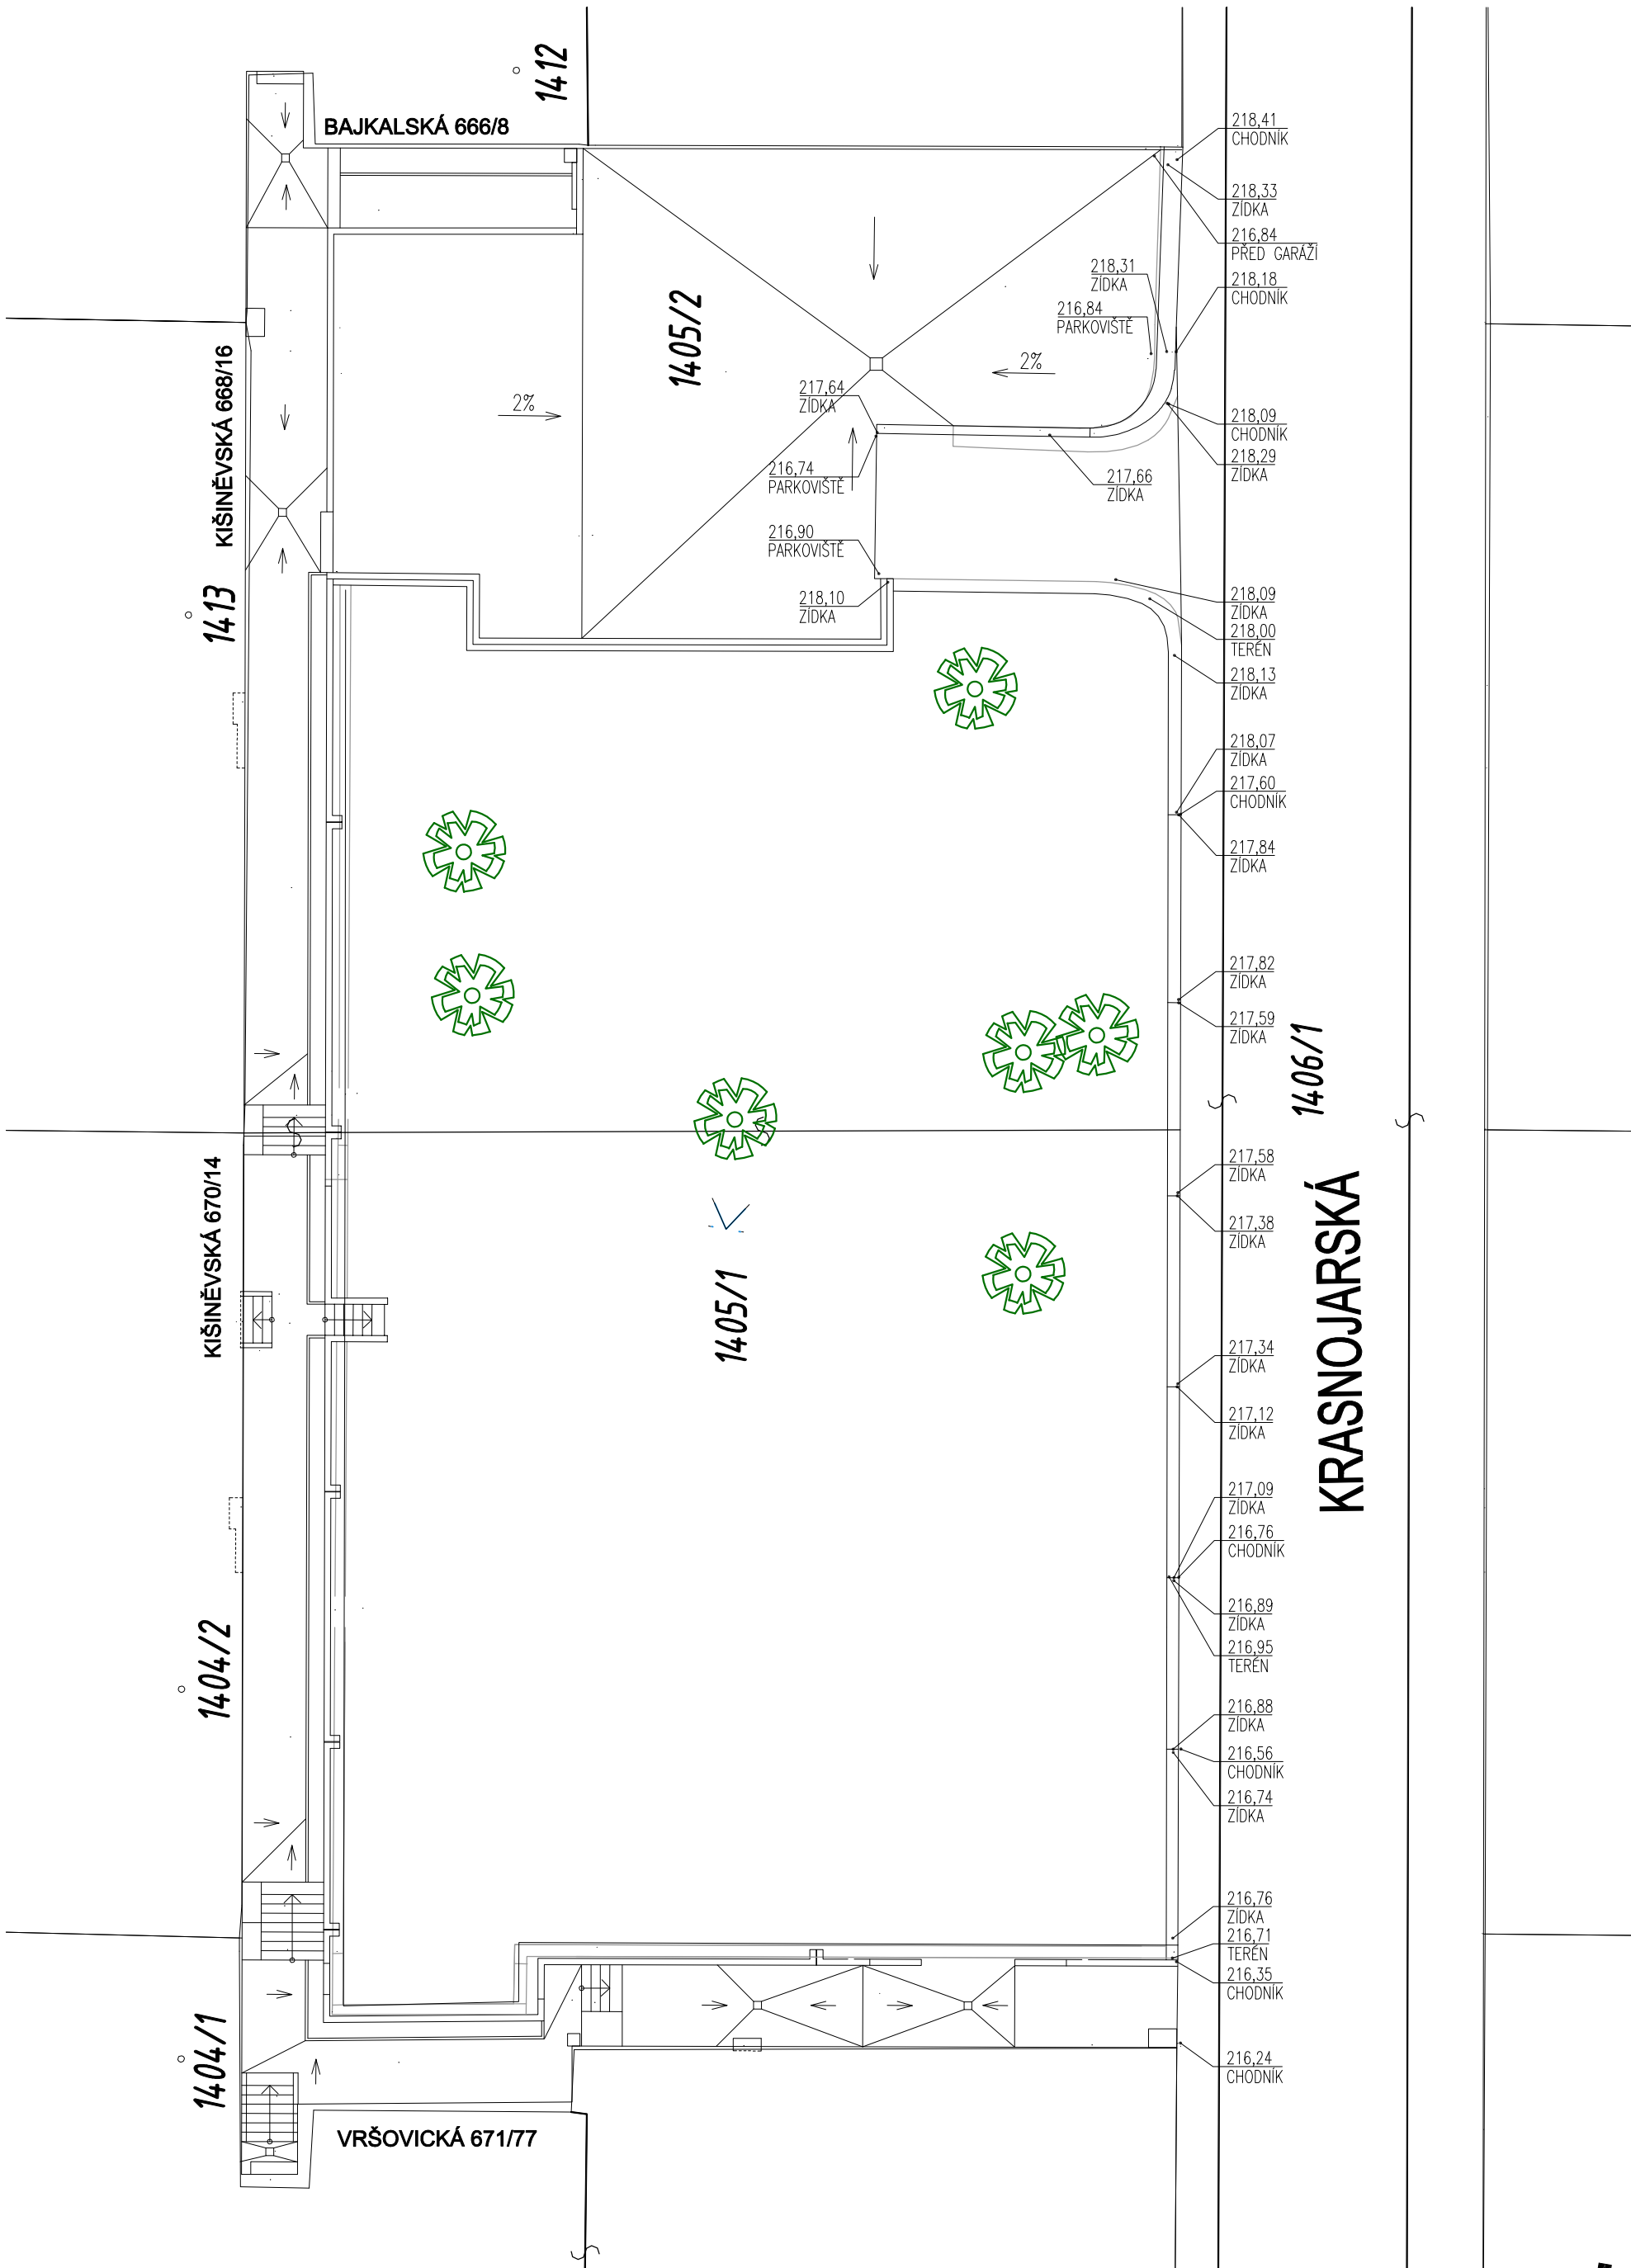 1412
BAJKALSKÁ 666/8
218,41
CHODNÍK
218,33
ZÍDKA
216,84
PŘED GARÁŽÍ
218,31
ZÍDKA
218,18
CHODNÍK
216,84
PARKOVIŠTĚ
1405/2
2%
2%
KIŠINĚVSKÁ 668/16
217,64
ZÍDKA
218,09
CHODNÍK
218,29
ZÍDKA
216,74
PARKOVIŠTĚ
217,66
ZÍDKA
216,90
PARKOVIŠTĚ
1413
218,10
ZÍDKA
218,09
ZÍDKA
218,00
TERÉN
218,13
ZÍDKA
218,07
ZÍDKA
217,60
CHODNÍK
217,84
ZÍDKA
217,82
ZÍDKA
217,59
ZÍDKA
1406/1
KIŠINĚVSKÁ 670/14
217,58
ZÍDKA
217,38
ZÍDKA
1405/1
KRASNOJARSKÁ
217,34
ZÍDKA
217,12
ZÍDKA
217,09
ZÍDKA
216,76
CHODNÍK
216,89
ZÍDKA
216,95
TERÉN
1404/2
216,88
ZÍDKA
216,56
CHODNÍK
216,74
ZÍDKA
216,76
ZÍDKA
216,71
TERÉN
216,35
CHODNÍK
1404/1
216,24
CHODNÍK
VRŠOVICKÁ 671/77